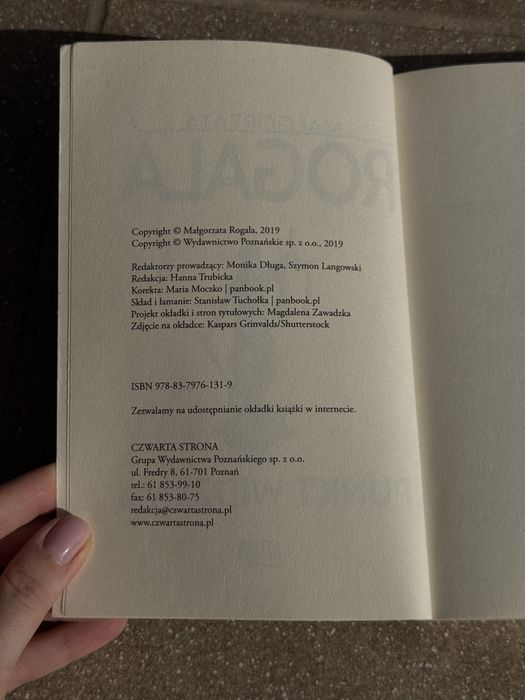 Copyright © Małgorzata Rogala, 2019
Copyright © Wydawnictwo Poznańskie sp. z o.o., 2019
Redaktorzy prowadzący: Monika Długa, Szymon Langowski
Redakcja: Hanna Trubicka
Korekta: Maria Moczko | panbook.pl
Skład i łamanie: Stanisław Tuchołka | panbook.pl
Projekt okładki i stron tytułowych: Magdalena Zawadzka
Zdjęcie na okładce: Kaspars Grinvalds/Shutterstock
ISBN 978-83-7976-131-9
Zezwalamy na udostępnianie okładki książki w internecie.
CZWARTA STRONA
Grupa Wydawnictwa Poznańskiego sp. z o.o.
ul. Fredry 8, 61-701 Poznań
tel.: 61 853-99-10
fax: 61 853-80-75
redakcja@czwartastrona.pl
www.czwartastrona.pl